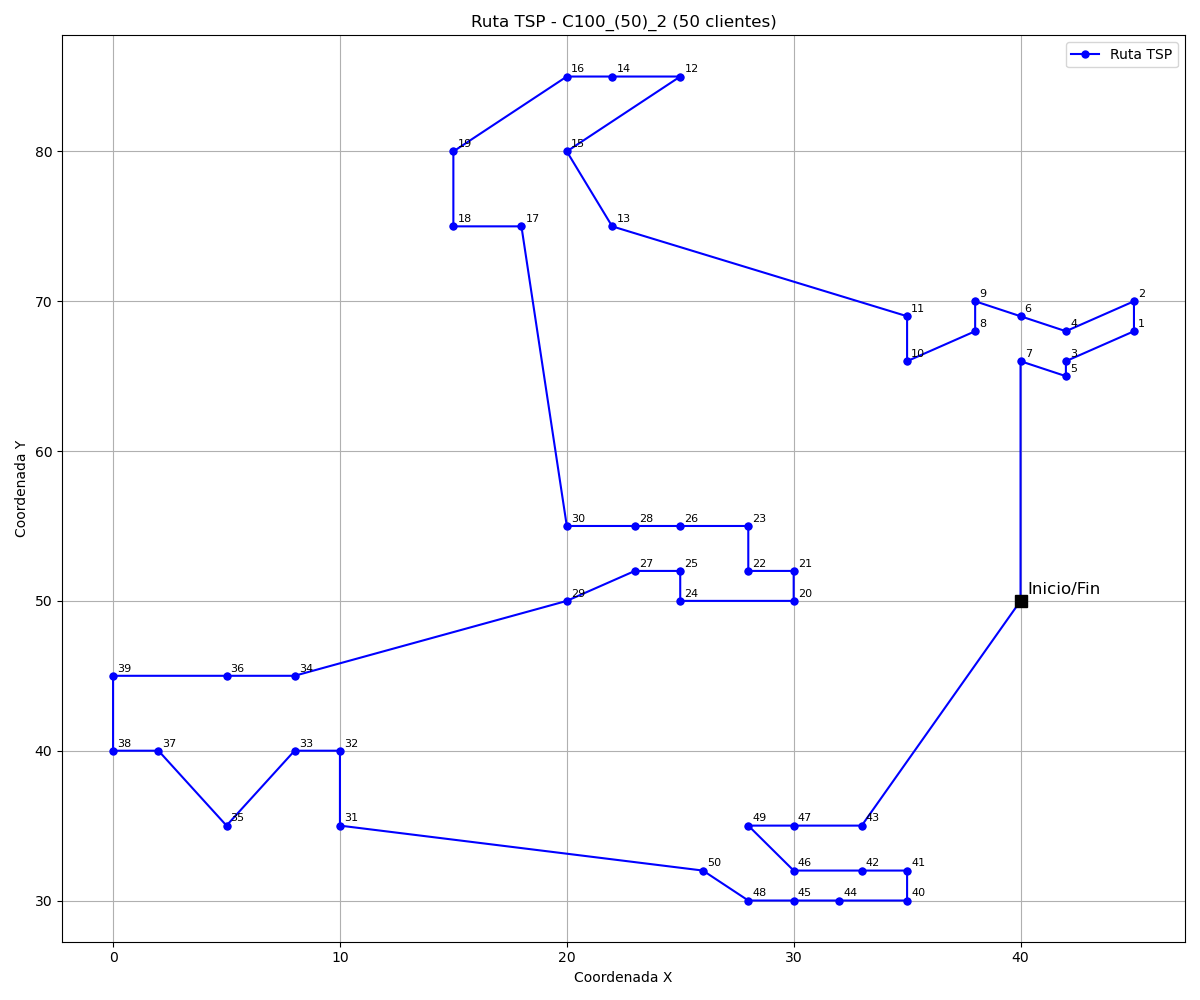 Ruta TSP - C100_(50)_2 (50 clientes)
Ruta TSP
16 14 12
19 15
80
18 17 13
70
9 2
11 6
8 4 1
10 7 3
5
60
30 28 26 23
27 25 22 21
Inicio/Fin
50
29 24 20
39 36 34
40
38 37 33 32
35 31
49 47 43
50 46 42 41
30
48 45 44 40
0 10 20 30 40
Coordenada X
Coordenada Y